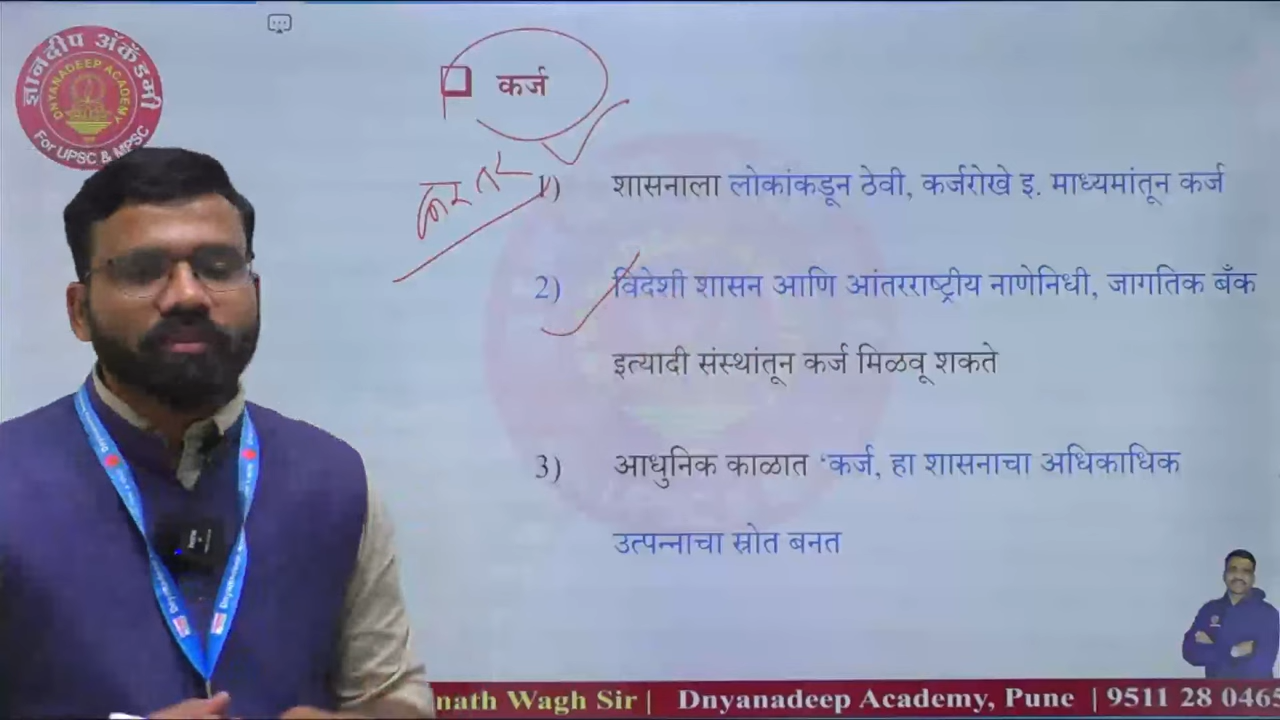 ज्ञानदीप अ‍ॅकॅडमी
DNYANADEEP ACADEMY
For UPSC & MPSC
कर्ज
1) शासनाला लोकांकडून ठेवी, कर्जरोखे इ. माध्यमांतून कर्ज
2) विदेशी शासन आणि आंतरराष्ट्रीय नाणेनिधी, जागतिक बँक
इत्यादी संस्थांतून कर्ज मिळवू शकते
3) आधुनिक काळात ‘कर्ज, हा शासनाचा अधिकाधिक
उत्पन्नाचा स्रोत बनत
nath Wagh Sir | Dnyanadeep Academy, Pune | 9511 28 0465